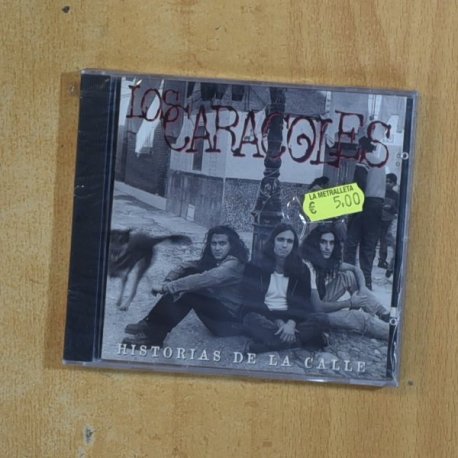 LOS CARACOLES
LA METRALLETA
€ 5,00
HISTORIAS DE LA CALLE